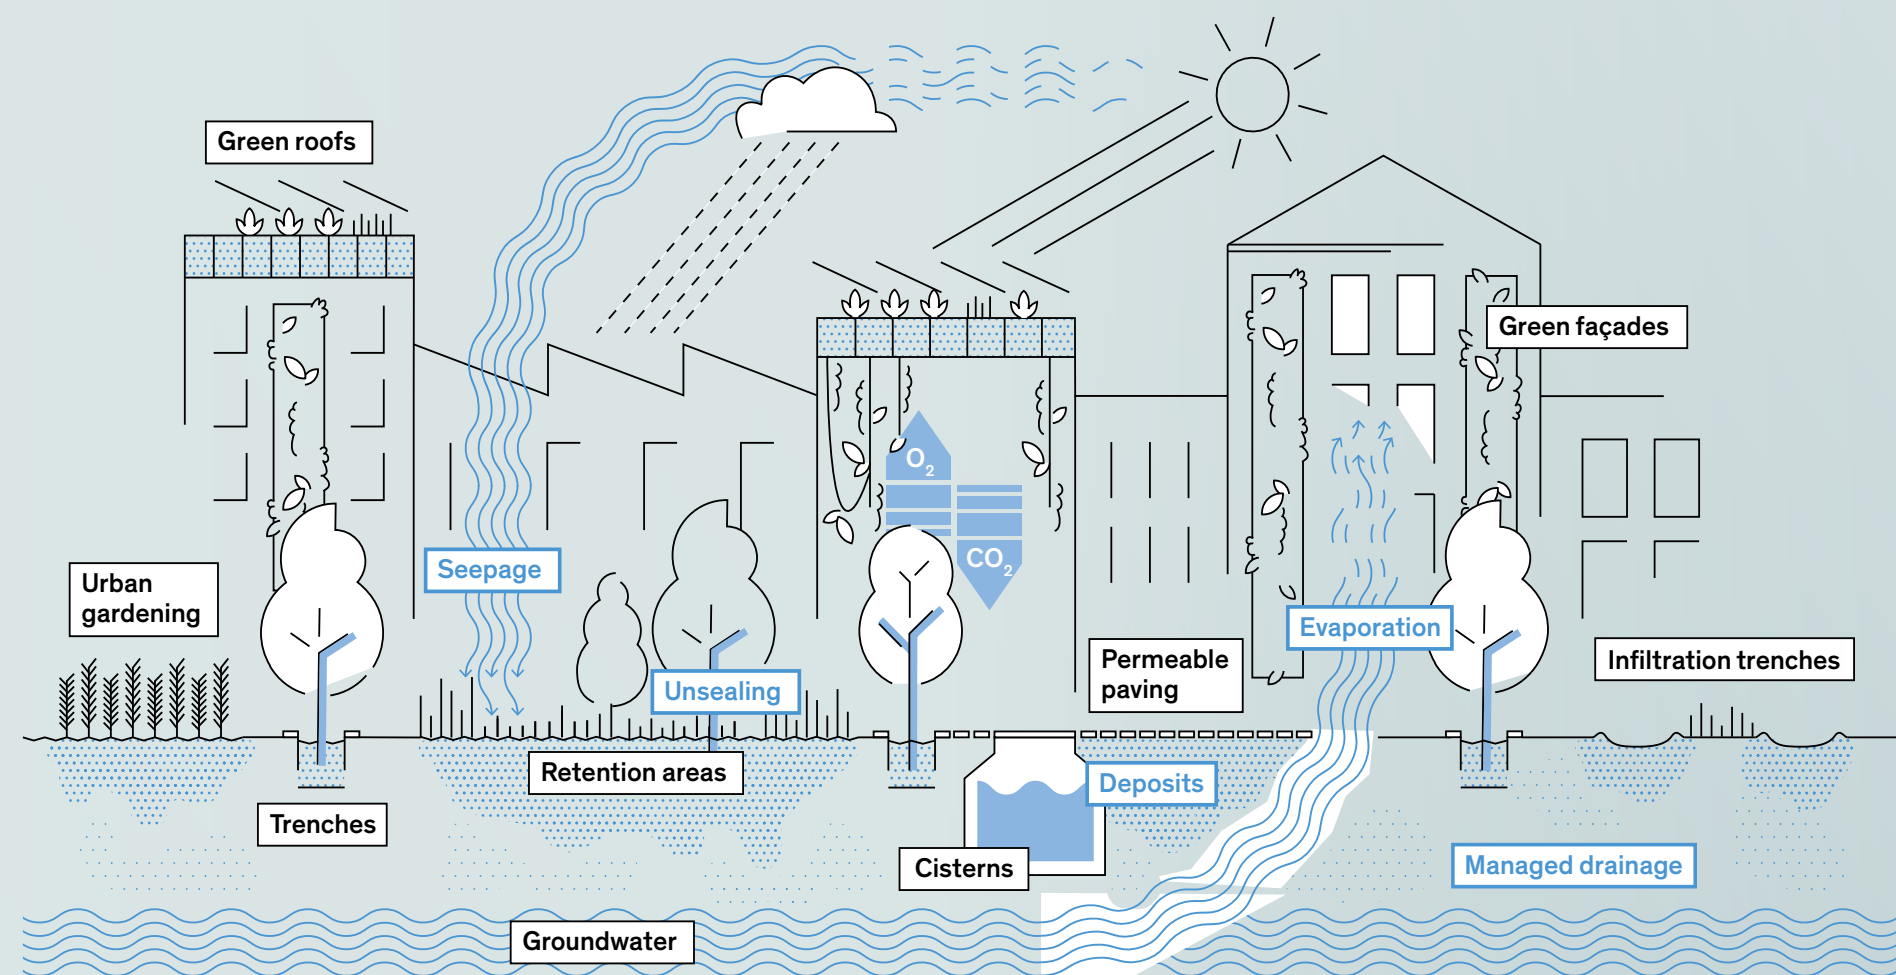 Green roofs
Green façades
O₂
CO₂
Seepage
Urban
gardening
Evaporation
Permeable
paving
Infiltration trenches
Unsealing
Retention areas
Deposits
Trenches
Cisterns
Managed drainage
Groundwater